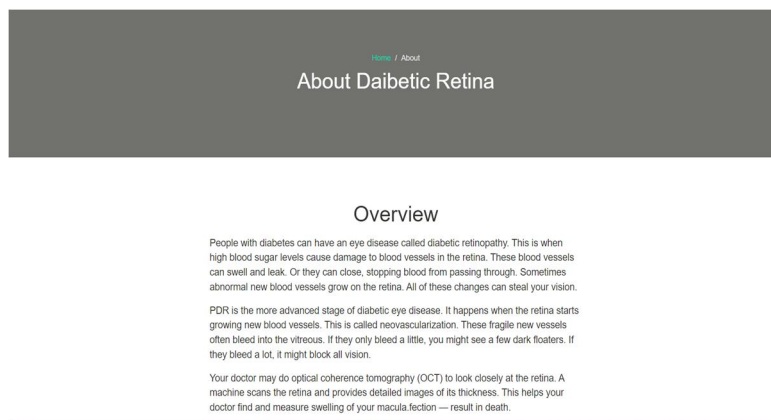 Home / About
About Daibetic Retina
Overview
People with diabetes can have an eye disease called diabetic retinopathy. This is when
high blood sugar levels cause damage to blood vessels in the retina. These blood vessels
can swell and leak. Or they can close, stopping blood from passing through. Sometimes
abnormal new blood vessels grow on the retina. All of these changes can steal your vision.
PDR is the more advanced stage of diabetic eye disease. It happens when the retina starts
growing new blood vessels. This is called neovascularization. These fragile new vessels
often bleed into the vitreous. If they only bleed a little, you might see a few dark floaters. If
they bleed a lot, it might block all vision.
Your doctor may do optical coherence tomography (OCT) to look closely at the retina. A
machine scans the retina and provides detailed images of its thickness. This helps your
doctor find and measure swelling of your macula.fection — result in death.